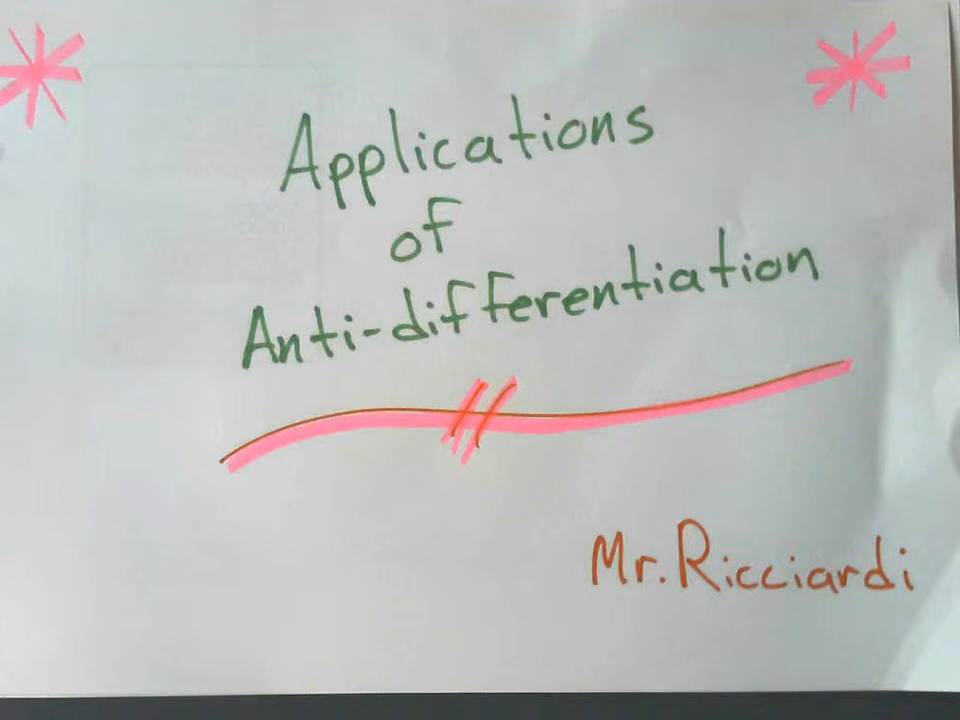 Applications
of
Anti-differentiation
Mr. Ricciardi